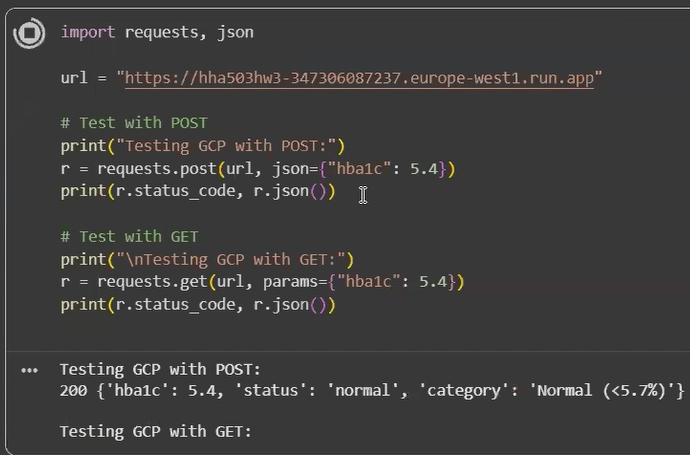 import requests, json
url = "https://hha503hw3-347306087237.europe-west1.run.app"
# Test with POST
print("Testing GCP with POST:")
r = requests.post(url, json={"hba1c": 5.4})
print(r.status_code, r.json())
# Test with GET
print("\nTesting GCP with GET:")
r = requests.get(url, params={"hba1c": 5.4})
print(r.status_code, r.json())
Testing GCP with POST:
200 {'hba1c': 5.4, 'status': 'normal', 'category': 'Normal (<5.7%)'}
Testing GCP with GET: